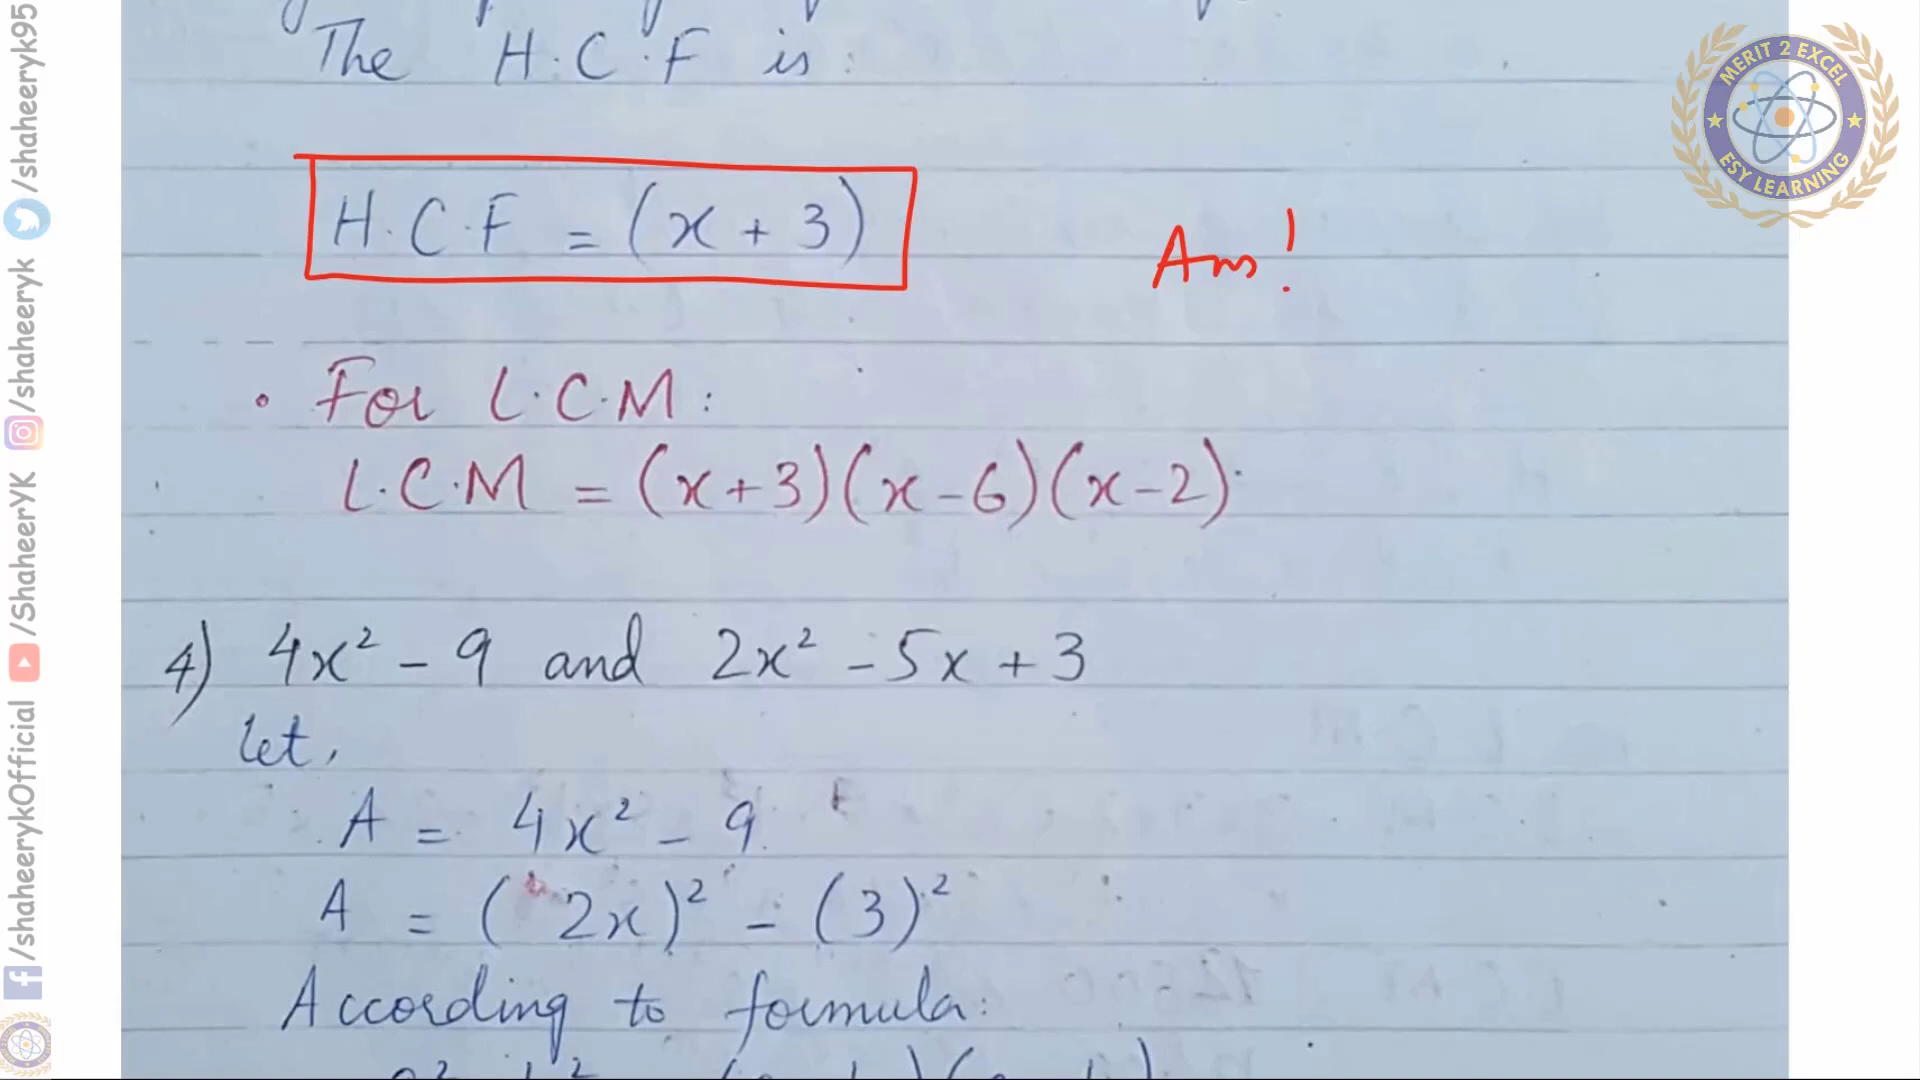 The H.C.F is:
H.C.F = (x + 3)
Ans!
• For L.C.M:
L.C.M = (x+3)(x-6)(x-2).
4) 4x² - 9 and 2x² - 5x + 3
let,
A = 4x² - 9
A = (2x)² - (3)²
According to formula:
MERIT 2 EXCEL
ESY LEARNING
/shaheerykOfficial
/ShaheerYK
/shaheeryk
/shaheeryk95